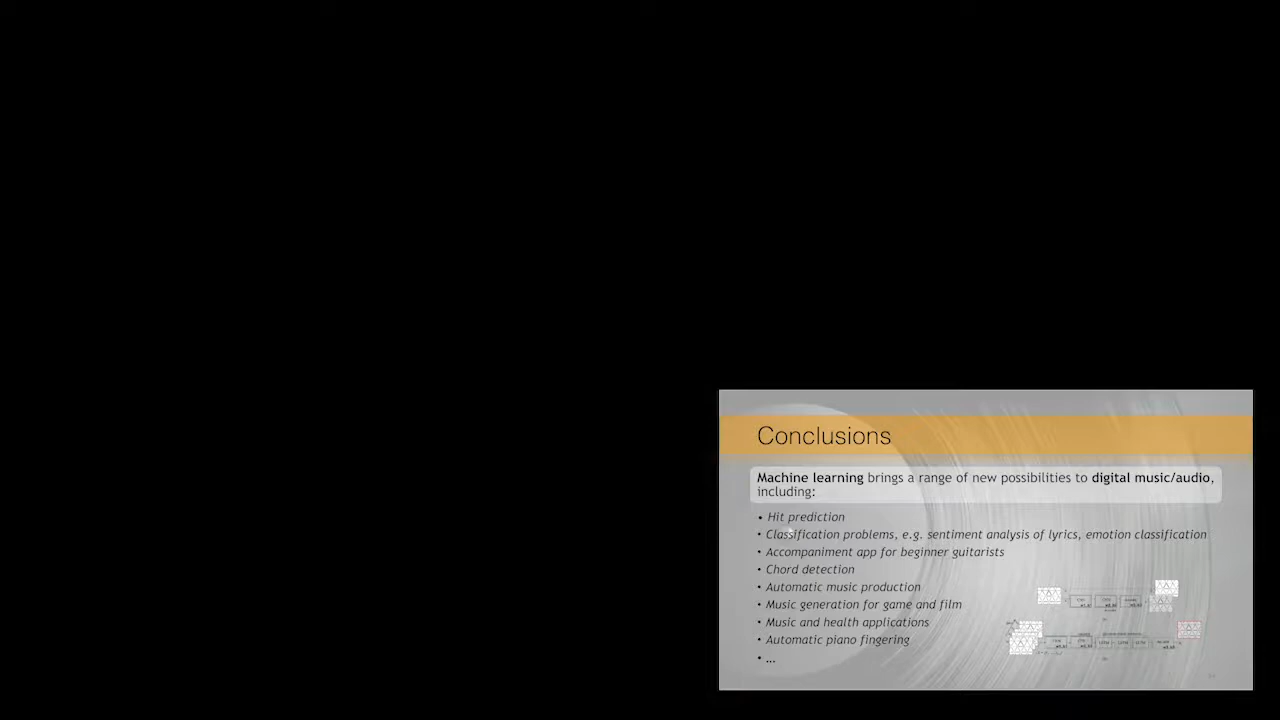 Conclusions
Machine learning brings a range of new possibilities to digital music/audio,
including:
• Hit prediction
• Classification problems, e.g. sentiment analysis of lyrics, emotion classification
• Accompaniment app for beginner guitarists
• Chord detection
• Automatic music production
• Music generation for game and film
• Music and health applications
• Automatic piano fingering
• ...